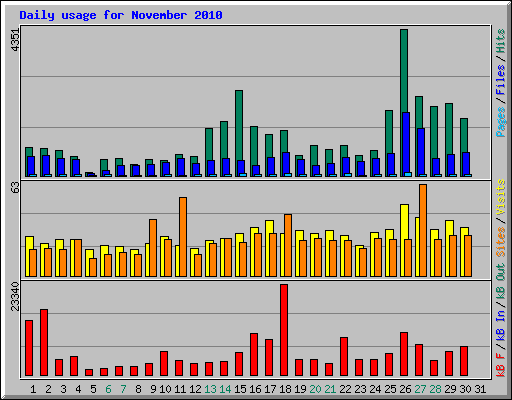 Daily usage for November 2010
4351
Pages / Files / Hits
63
Sites / Visits
23340
kB F / kB In / kB Out
1 2 3 4 5 6 7 8 9 10 11 12 13 14 15 16 17 18 19 20 21 22 23 24 25 26 27 28 29 30 31